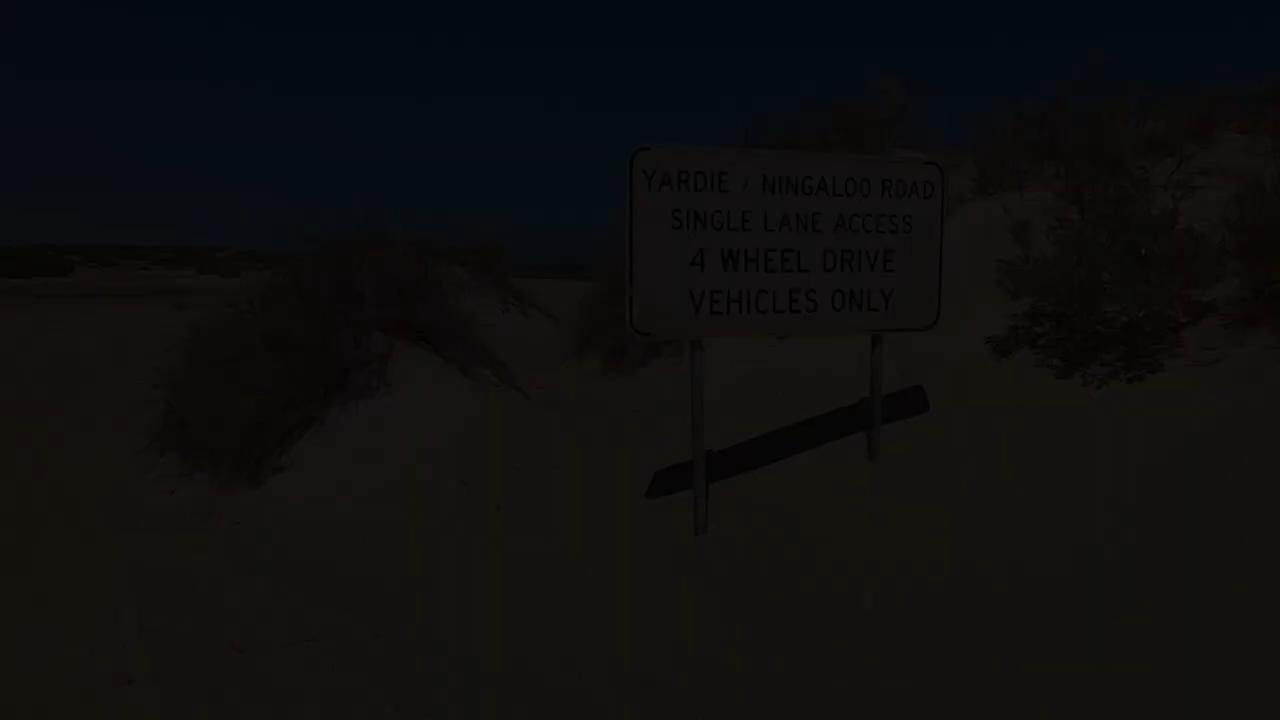 YARDIE / NINGALOO ROAD
SINGLE LANE ACCESS
4 WHEEL DRIVE
VEHICLES ONLY